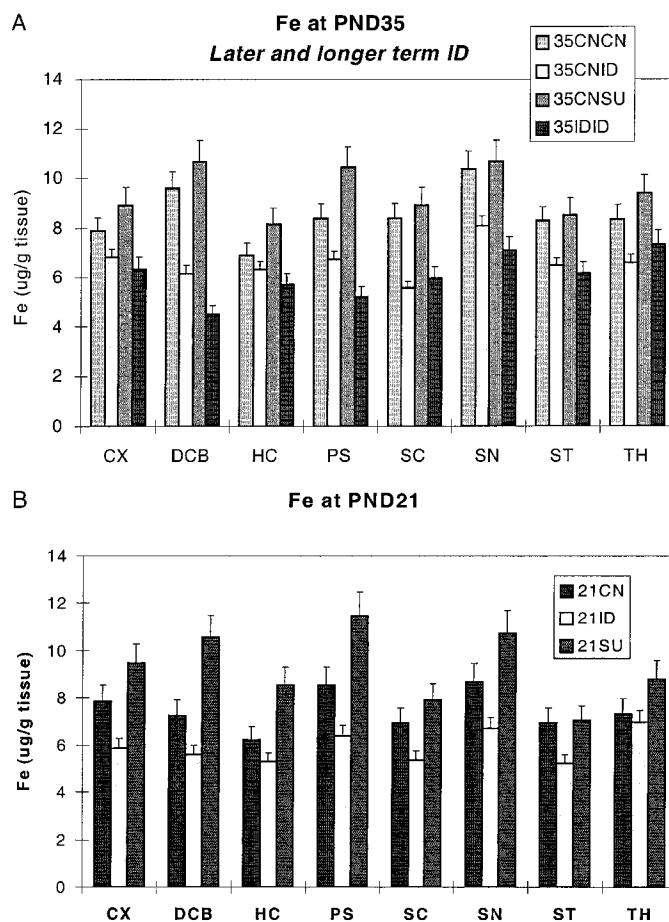 A
Fe at PND35
Later and longer term ID
35CNCN
35CNID
35CNSU
35IDID
14
12
10
8
6
4
2
0
Fe (ug/g tissue)
CX DCB HC PS SC SN ST TH
B
Fe at PND21
21CN
21ID
21SU
14
12
10
8
6
4
2
0
Fe (ug/g tissue)
CX DCB HC PS SC SN ST TH